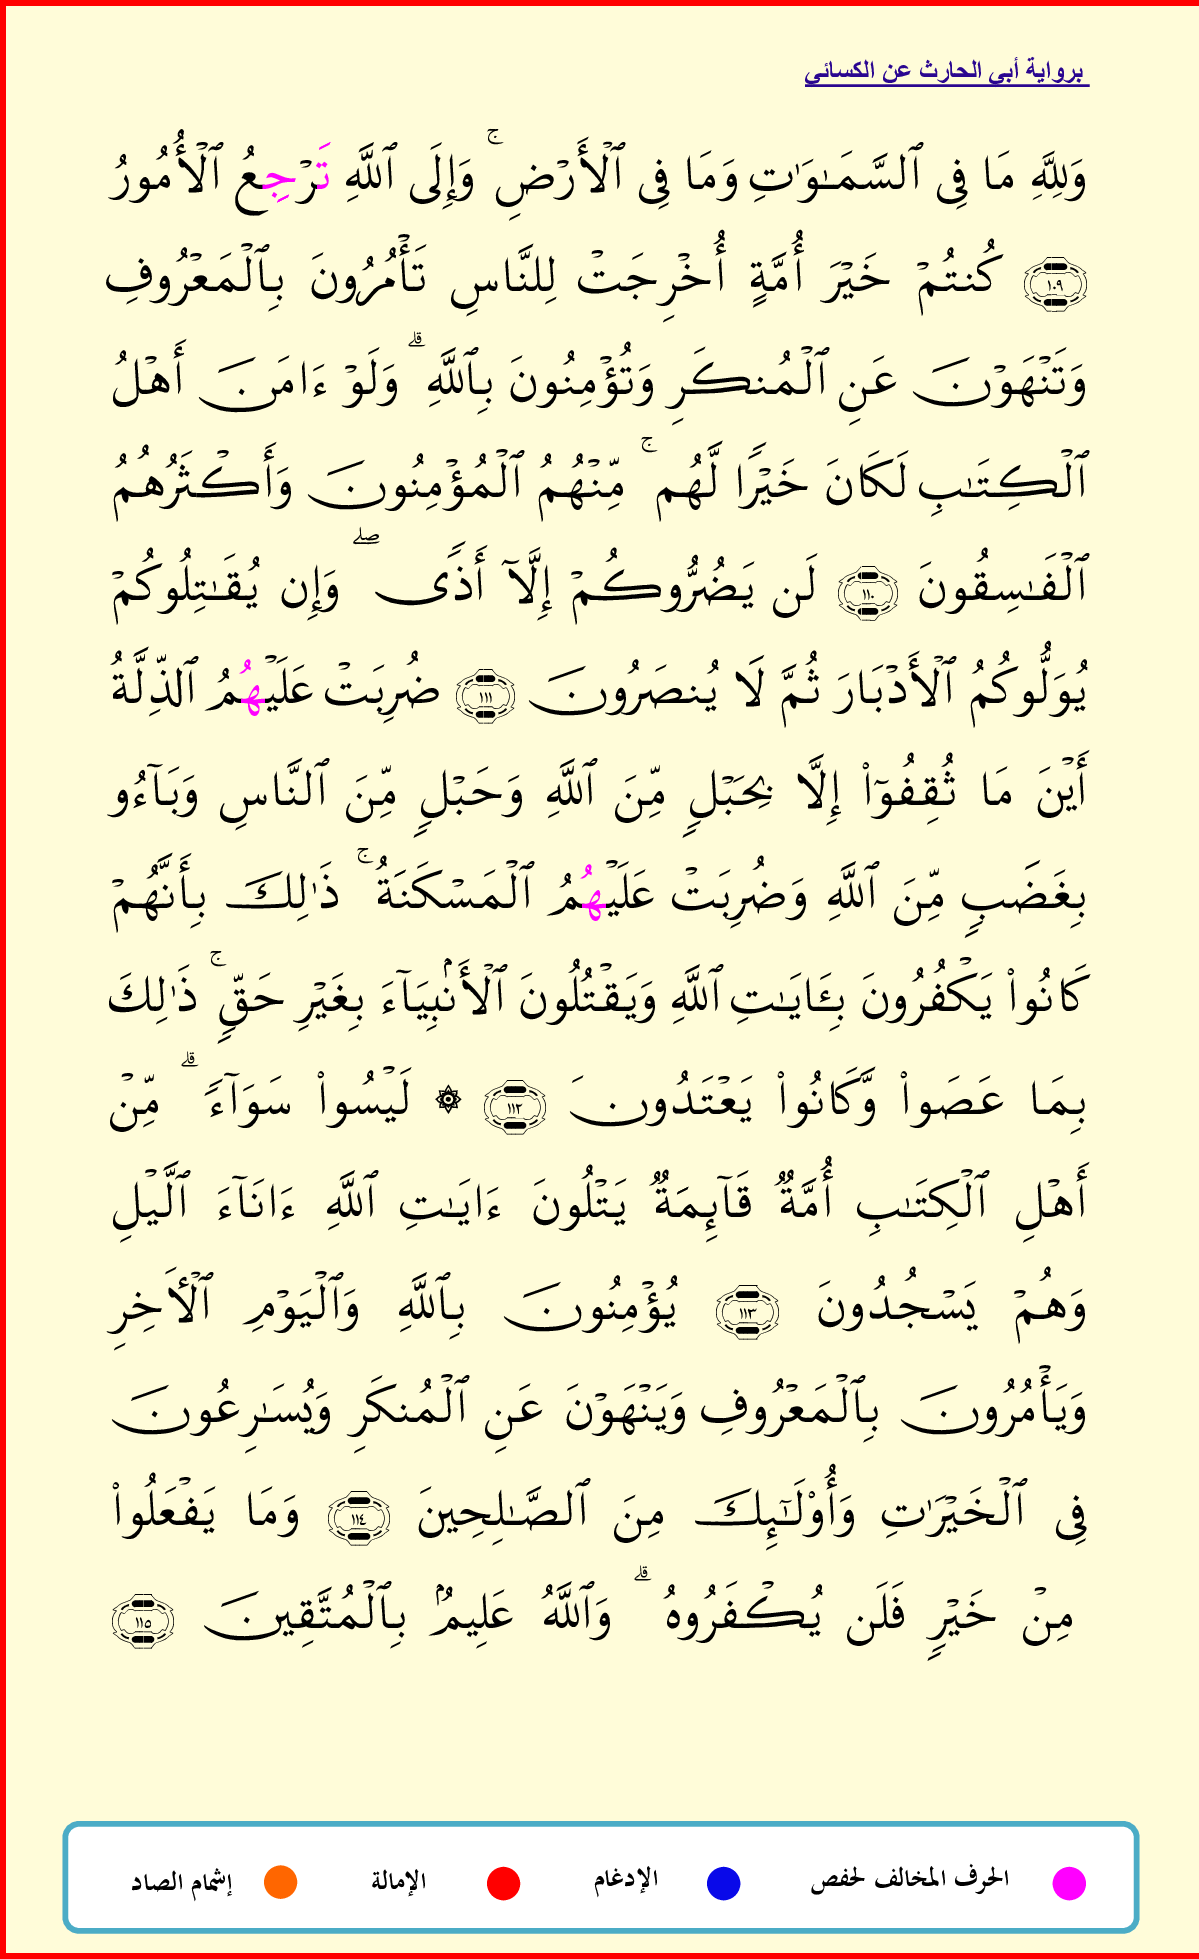 برواية أبي الحارث عن الكسائي
وَلِلَّهِ مَا فِي ٱلسَّمَٰوَٰتِ وَمَا فِي ٱلۡأَرۡضِۚ وَإِلَى ٱللَّهِ تَرۡجِعُ ٱلۡأُمُورُ
١٠٩ كُنتُمۡ خَيۡرَ أُمَّةٍ أُخۡرِجَتۡ لِلنَّاسِ تَأۡمُرُونَ بِٱلۡمَعۡرُوفِ
وَتَنۡهَوۡنَ عَنِ ٱلۡمُنكَرِ وَتُؤۡمِنُونَ بِٱللَّهِۗ وَلَوۡ ءَامَنَ أَهۡلُ
ٱلۡكِتَٰبِ لَكَانَ خَيۡرٗا لَّهُمۚ مِّنۡهُمُ ٱلۡمُؤۡمِنُونَ وَأَكۡثَرُهُمُ
ٱلۡفَٰسِقُونَ ١١٠ لَن يَضُرُّوكُمۡ إِلَّآ أَذٗىۖ وَإِن يُقَٰتِلُوكُمۡ
يُوَلُّوكُمُ ٱلۡأَدۡبَارَ ثُمَّ لَا يُنصَرُونَ ١١١ ضُرِبَتۡ عَلَيۡهُمُ ٱلذِّلَّةُ
أَيۡنَ مَا ثُقِفُوٓاْ إِلَّا بِحَبۡلٖ مِّنَ ٱللَّهِ وَحَبۡلٖ مِّنَ ٱلنَّاسِ وَبَآءُو
بِغَضَبٖ مِّنَ ٱللَّهِ وَضُرِبَتۡ عَلَيۡهُمُ ٱلۡمَسۡكَنَةُۚ ذَٰلِكَ بِأَنَّهُمۡ
كَانُواْ يَكۡفُرُونَ بِـَٔايَٰتِ ٱللَّهِ وَيَقۡتُلُونَ ٱلۡأَنۢبِيَآءَ بِغَيۡرِ حَقّٖۚ ذَٰلِكَ
بِمَا عَصَواْ وَّكَانُواْ يَعۡتَدُونَ ١١٢ ۞ لَيۡسُواْ سَوَآءٗۗ مِّنۡ
أَهۡلِ ٱلۡكِتَٰبِ أُمَّةٞ قَآئِمَةٞ يَتۡلُونَ ءَايَٰتِ ٱللَّهِ ءَانَآءَ ٱلَّيۡلِ
وَهُمۡ يَسۡجُدُونَ ١١٣ يُؤۡمِنُونَ بِٱللَّهِ وَٱلۡيَوۡمِ ٱلۡأٓخِرِ
وَيَأۡمُرُونَ بِٱلۡمَعۡرُوفِ وَيَنۡهَوۡنَ عَنِ ٱلۡمُنكَرِ وَيُسَٰرِعُونَ
فِي ٱلۡخَيۡرَٰتِ وَأُوْلَٰٓئِكَ مِنَ ٱلصَّٰلِحِينَ ١١٤ وَمَا يَفۡعَلُواْ
مِنۡ خَيۡرٖ فَلَن يُكۡفَرُوهُۗ وَٱللَّهُ عَلِيمُۢ بِٱلۡمُتَّقِينَ ١١٥
الحرف المخالف لحفص الإدغام الإمالة إشمام الصاد